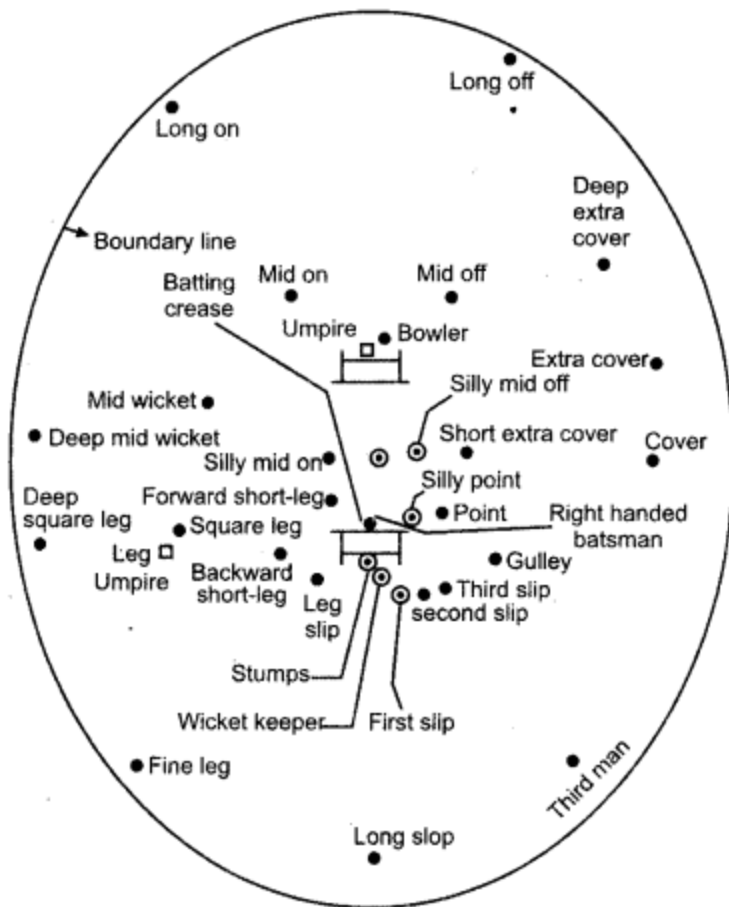 Long off
Long on
Deep
extra
cover
Boundary line
Batting
crease
Mid on
Mid off
Umpire
Bowler
Extra cover
Silly mid off
Mid wicket
Deep mid wicket
Short extra cover
Cover
Silly mid on
Silly point
Deep
square leg
Forward short-leg
Point
Right handed
batsman
Square leg
Leg
Umpire
Backward
short-leg
Gulley
Leg
slip
Third slip
second slip
Stumps
Wicket keeper
First slip
Fine leg
Third man
Long slop